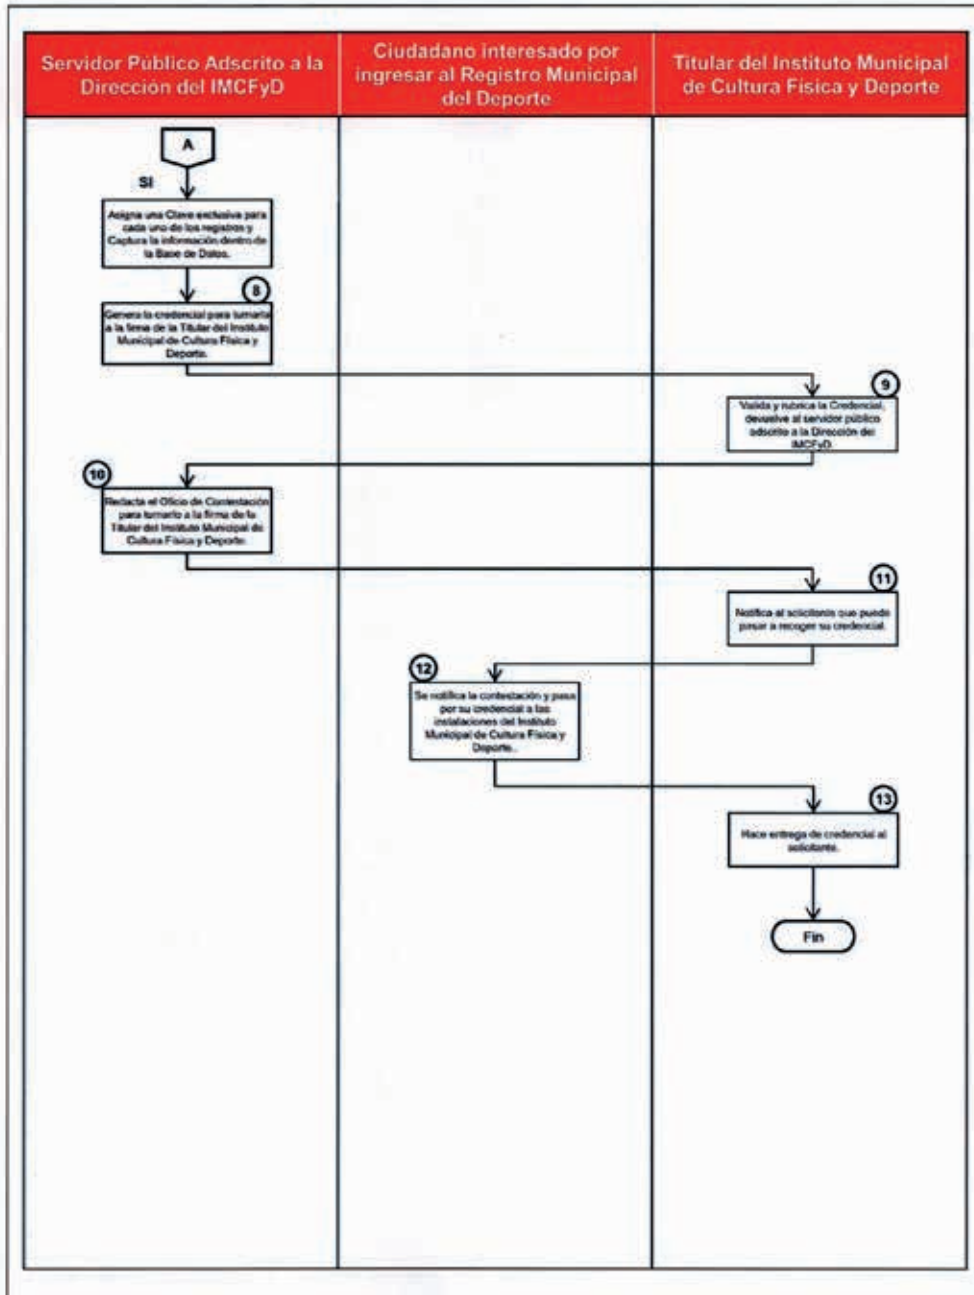 Servidor Público Adscrito a la
Dirección del IMCFyD
Ciudadano interesado por
ingresar al Registro Municipal
del Deporte
Titular del Instituto Municipal
de Cultura Física y Deporte
A
SI
Asigna una Clave exclusiva para
cada uno de los registros y
Captura la información dentro de
la Base de Datos.
8
Genera la credencial para turnarla
a la firma de la Titular del Instituto
Municipal de Cultura Física y
Deporte.
9
Valida y rubrica la Credencial,
devuelve al servidor público
adscrito a la Dirección del
IMCFyD.
10
Redacta el Oficio de Contestación
para turnarlo a la firma de la
Titular del Instituto Municipal de
Cultura Física y Deporte.
11
Notifica al solicitante que puede
pasar a recoger su credencial.
12
Se notifica la contestación y pasa
por su credencial a las
instalaciones del Instituto
Municipal de Cultura Física y
Deporte..
13
Hace entrega de credencial al
solicitante.
Fin